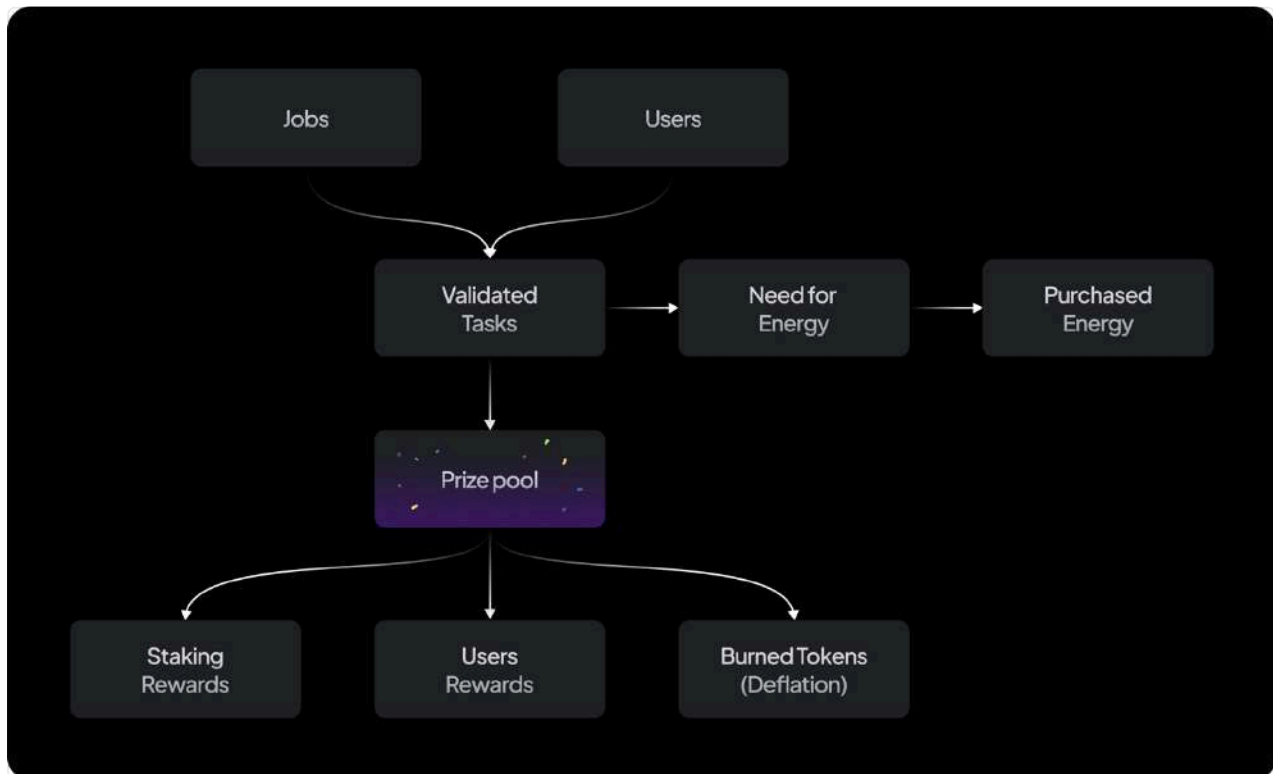 Jobs
Users
Validated
Tasks
Need for
Energy
Purchased
Energy
Prize pool
Staking
Rewards
Users
Rewards
Burned Tokens
(Deflation)